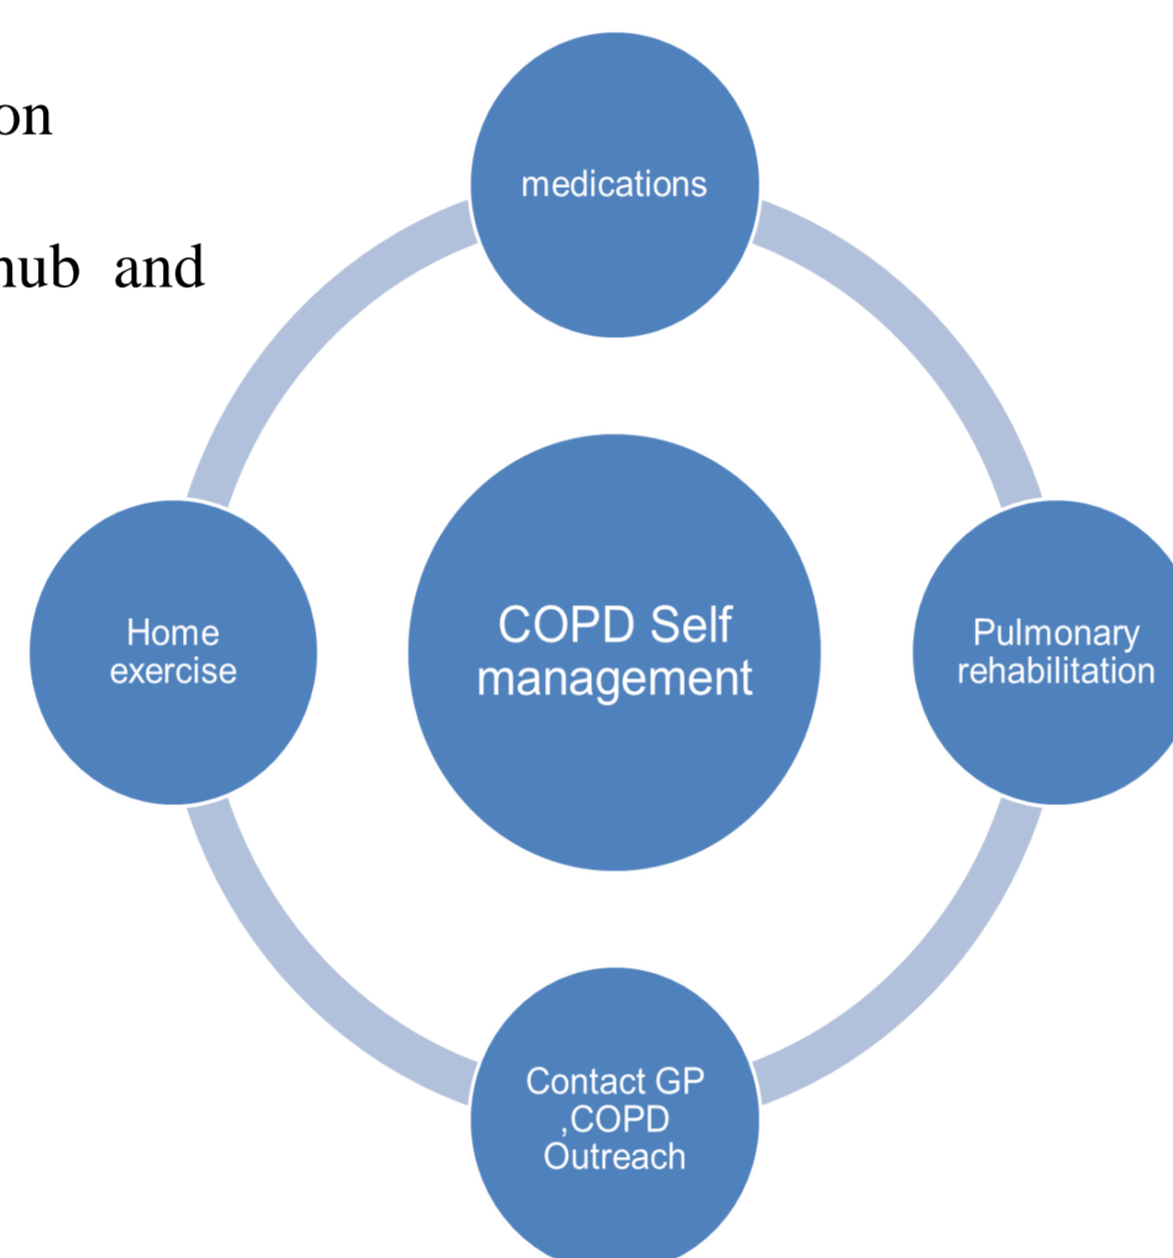 on
hub and
medications
Home
exercise
COPD Self
management
Pulmonary
rehabilitation
Contact GP
,COPD
Outreach